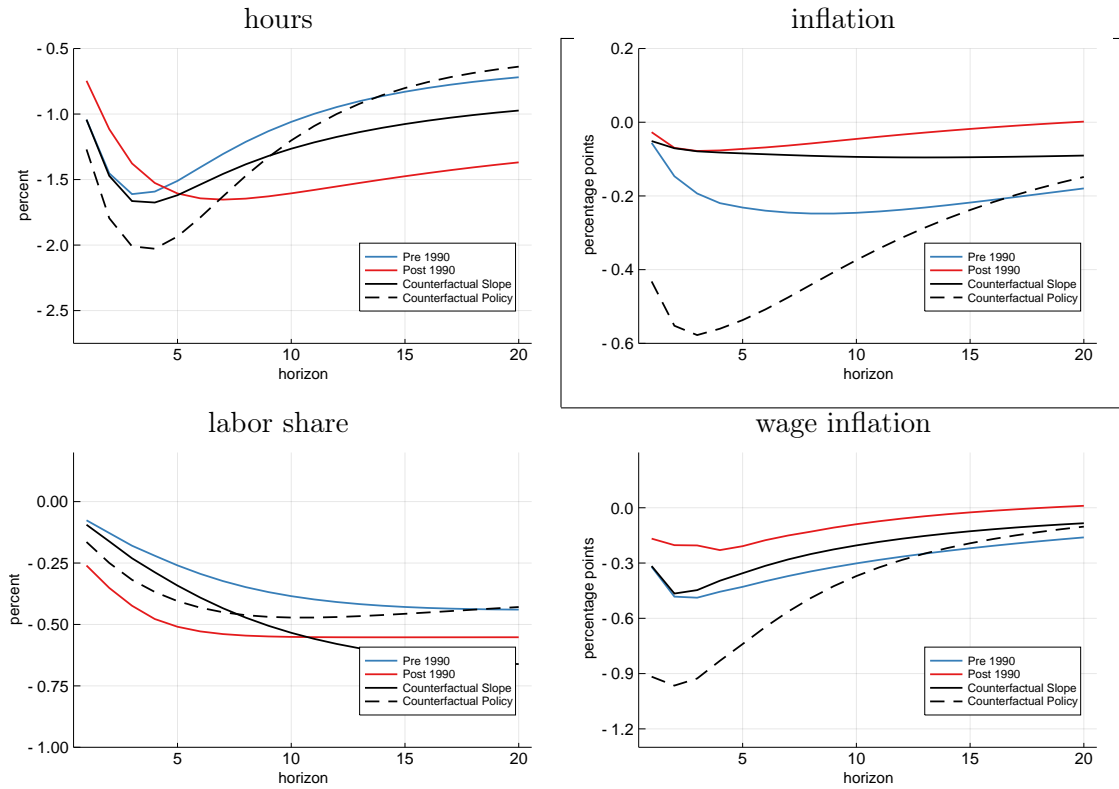 hours
- 0.5
- 1.0
- 1.5
- 2.0
- 2.5
percent
5
10
15
20
horizon
Pre 1990
Post 1990
Counterfactual Slope
Counterfactual Policy
inflation
0.2
0.0
- 0.2
- 0.4
- 0.6
percentage points
5
10
15
20
horizon
Pre 1990
Post 1990
Counterfactual Slope
Counterfactual Policy
labor share
0.00
- 0.25
- 0.50
- 0.75
- 1.00
percent
5
10
15
20
horizon
Pre 1990
Post 1990
Counterfactual Slope
Counterfactual Policy
wage inflation
0.0
- 0.3
- 0.6
- 0.9
- 1.2
percentage points
5
10
15
20
horizon
Pre 1990
Post 1990
Counterfactual Slope
Counterfactual Policy